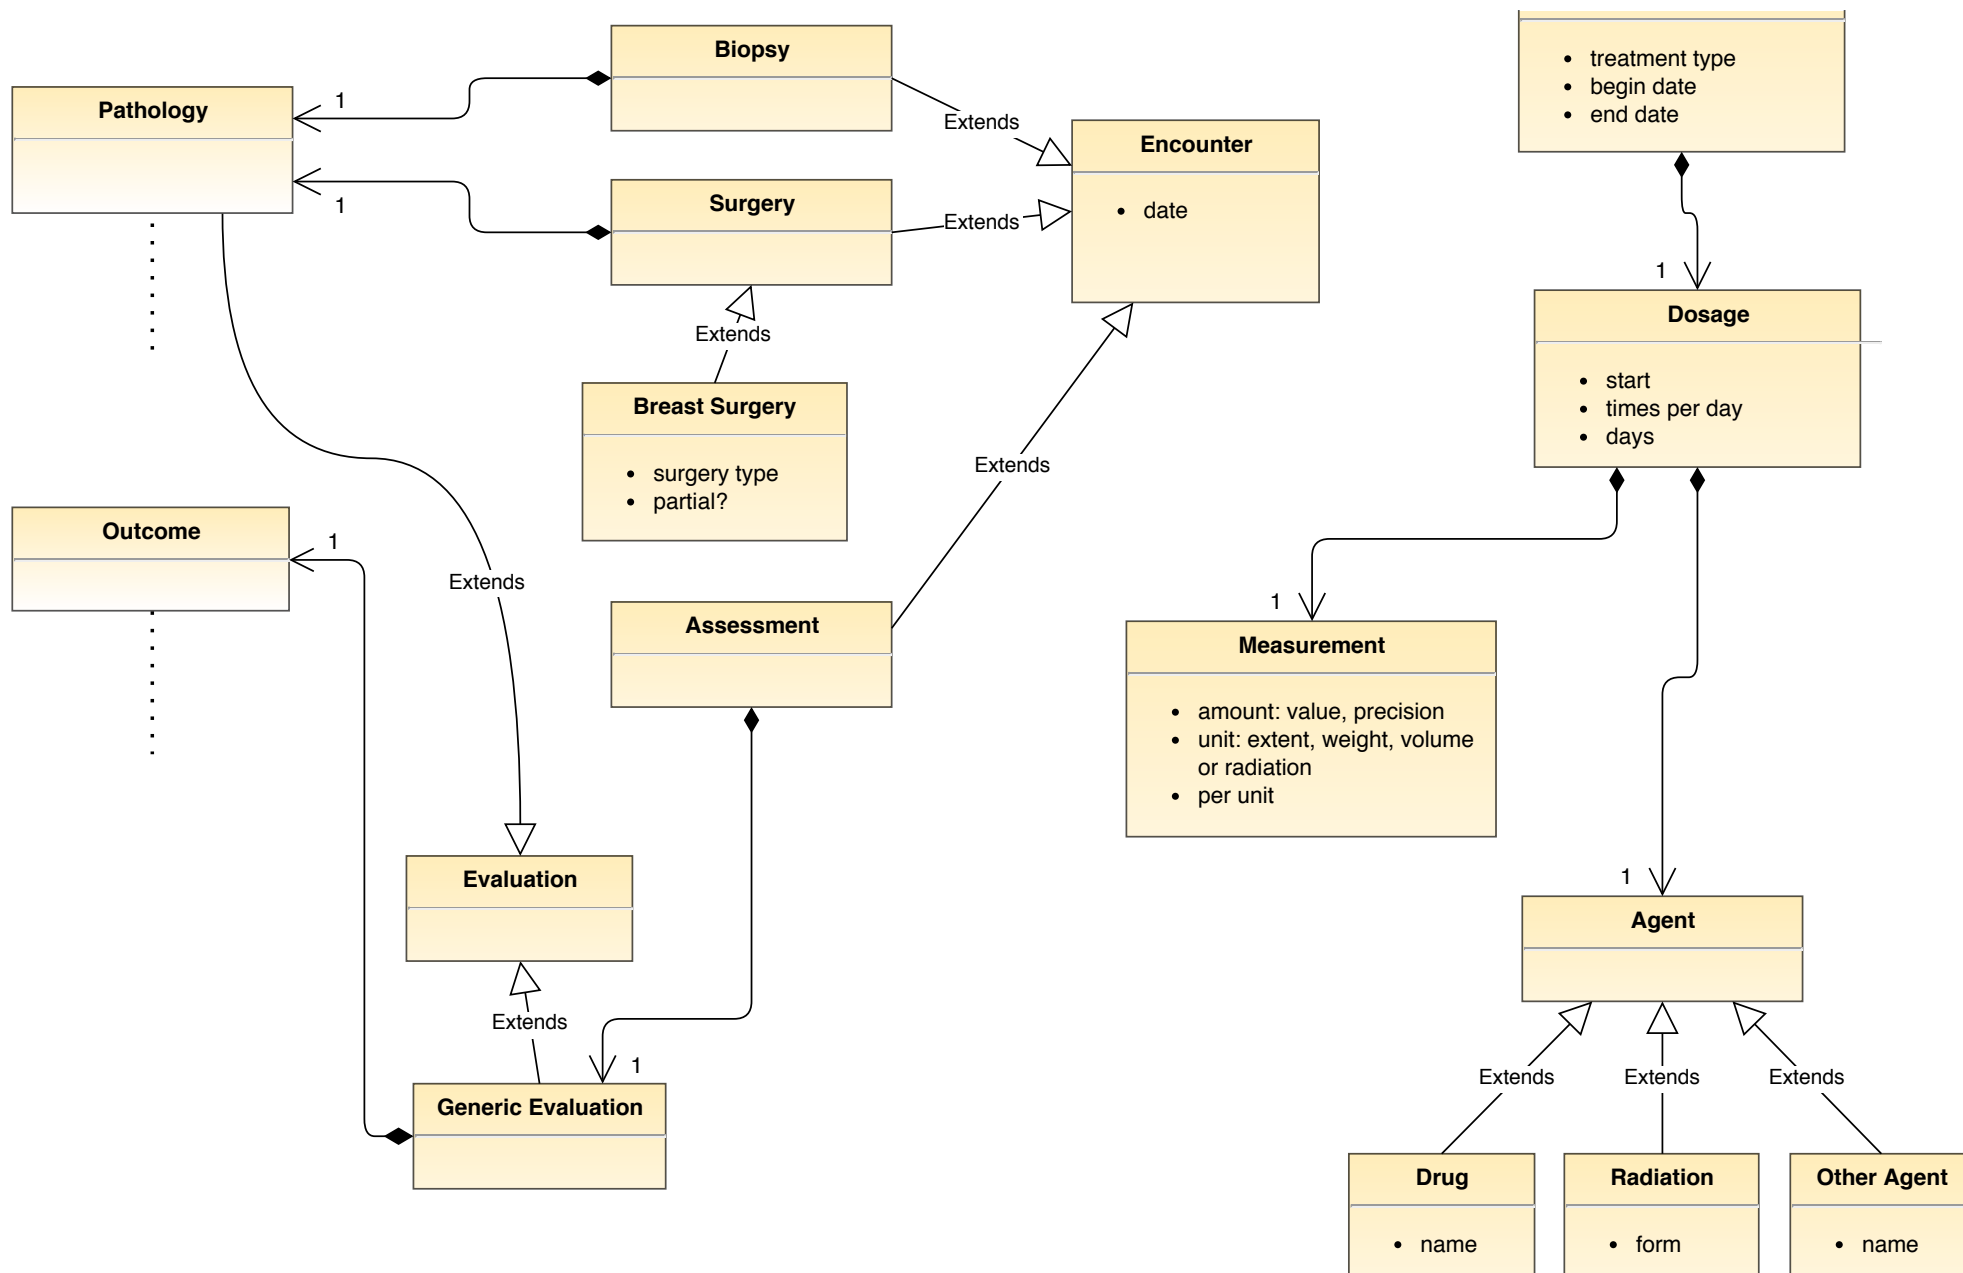 Biopsy
treatment type
begin date
end date
Pathology
1
Extends
Encounter
date
Surgery
1
Extends
1
Dosage
start
times per day
days
Extends
Breast Surgery
surgery type
partial?
Extends
Outcome
1
Extends
1
Assessment
Measurement
amount: value, precision
unit: extent, weight, volume
or radiation
per unit
Evaluation
1
Agent
Extends
1
Generic Evaluation
Extends
Extends
Extends
Drug
name
Radiation
form
Other Agent
name